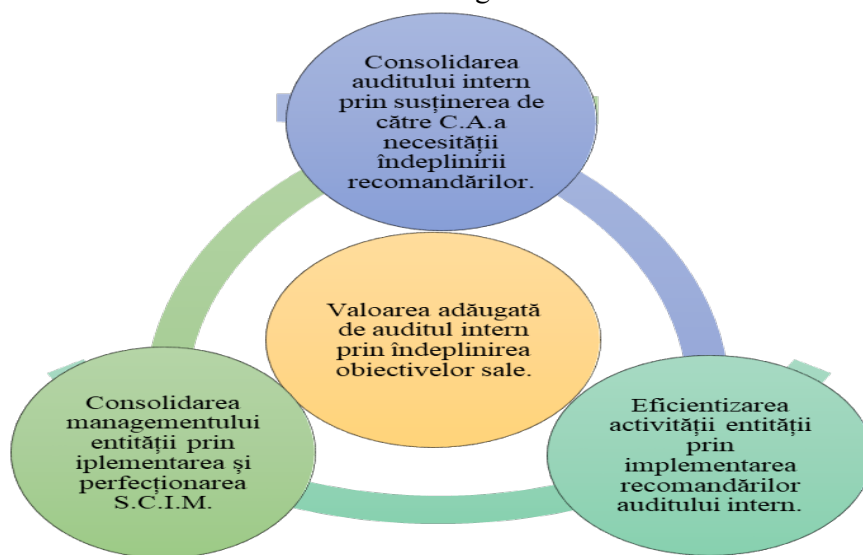 Consolidarea
auditului intern
prin susținerea de
către C.A.a
necesității
îndeplinirii
recomandărilor.
Valoarea adăugată
de auditul intern
prin îndeplinirea
obiectivelor sale.
Consolidarea
managementului
entității prin
iplementarea și
perfecționarea
S.C.I.M.
Eficientizarea
activității entității
prin
implementarea
recomandărilor
auditului intern.